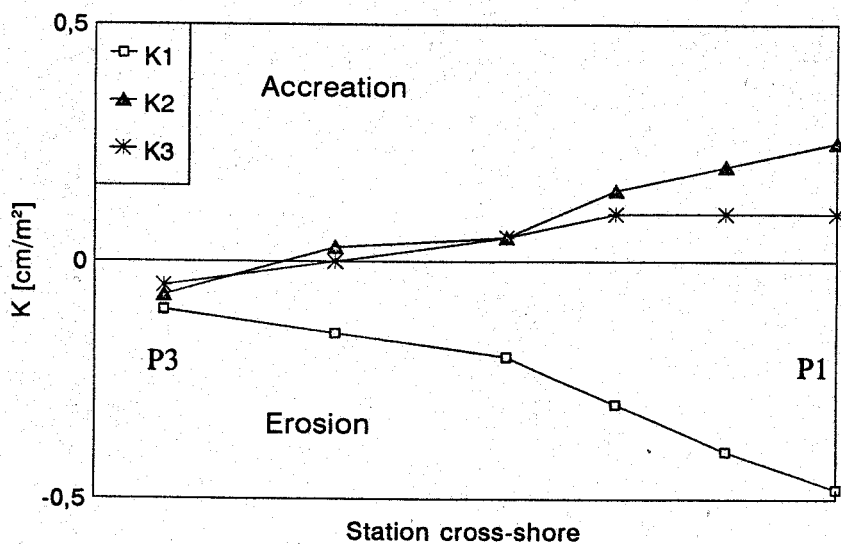 0,5
K1
K2
K3
Accreation
K [cm/m²]
0
P3
P1
Erosion
-0,5
Station cross-shore